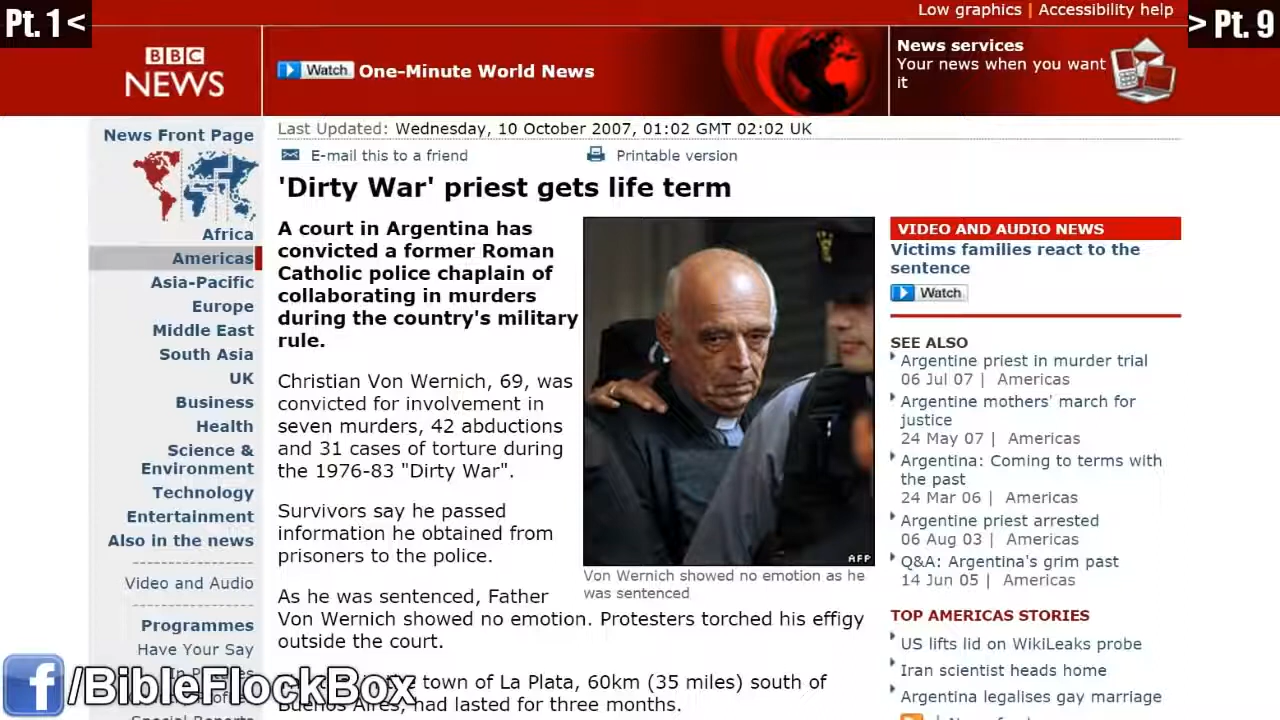 Pt. 1 <
Low graphics | Accessibility help
> Pt. 9
BBC
NEWS
Watch One-Minute World News
News services
Your news when you want
it
News Front Page
Africa
Americas
Asia-Pacific
Europe
Middle East
South Asia
UK
Business
Health
Science &
Environment
Technology
Entertainment
Also in the news
Video and Audio
Programmes
Have Your Say
Last Updated: Wednesday, 10 October 2007, 01:02 GMT 02:02 UK
E-mail this to a friend
Printable version
'Dirty War' priest gets life term
A court in Argentina has
convicted a former Roman
Catholic police chaplain of
collaborating in murders
during the country's military
rule.
Christian Von Wernich, 69, was
convicted for involvement in
seven murders, 42 abductions
and 31 cases of torture during
the 1976-83 "Dirty War".
Survivors say he passed
information he obtained from
prisoners to the police.
As he was sentenced, Father
Von Wernich showed no emotion. Protesters torched his effigy
outside the court.
town of La Plata, 60km (35 miles) south of
Buenos Aires, had lasted for three months.
AFP
Von Wernich showed no emotion as he
was sentenced
VIDEO AND AUDIO NEWS
Victims families react to the
sentence
Watch
SEE ALSO
Argentine priest in murder trial
06 Jul 07 | Americas
Argentine mothers' march for
justice
24 May 07 | Americas
Argentina: Coming to terms with
the past
24 Mar 06 | Americas
Argentine priest arrested
06 Aug 03 | Americas
Q&A: Argentina's grim past
14 Jun 05 | Americas
TOP AMERICAS STORIES
US lifts lid on WikiLeaks probe
Iran scientist heads home
Argentina legalises gay marriage
f/BibleFlockBox